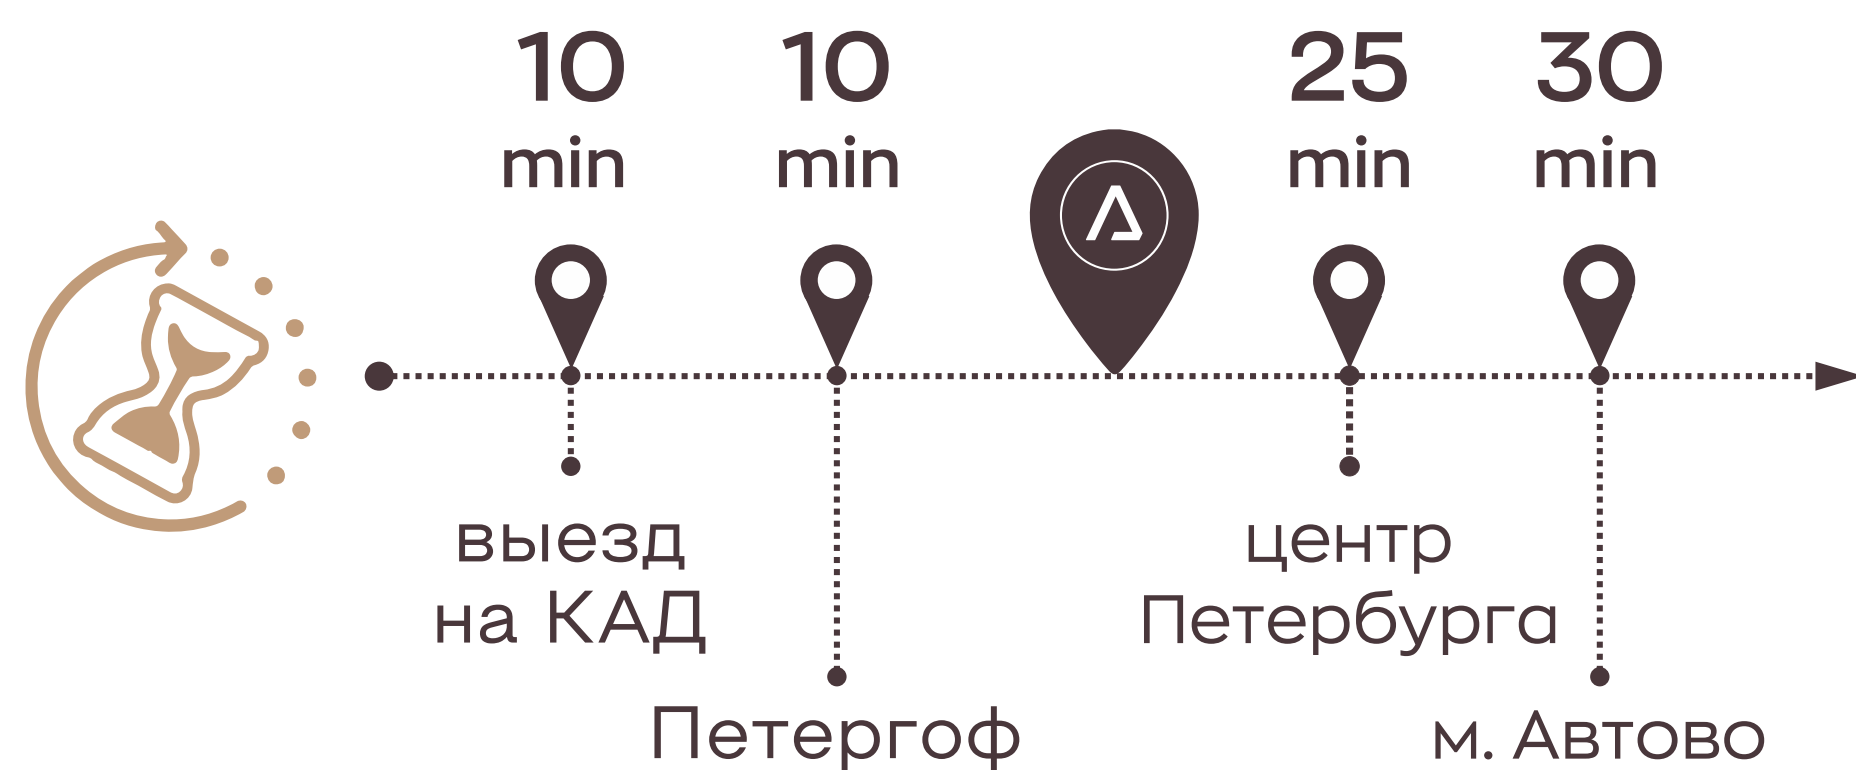 10
min
10
min
25
min
30
min
выезд
на КАД
Петергоф
центр
Петербурга
м. Автово